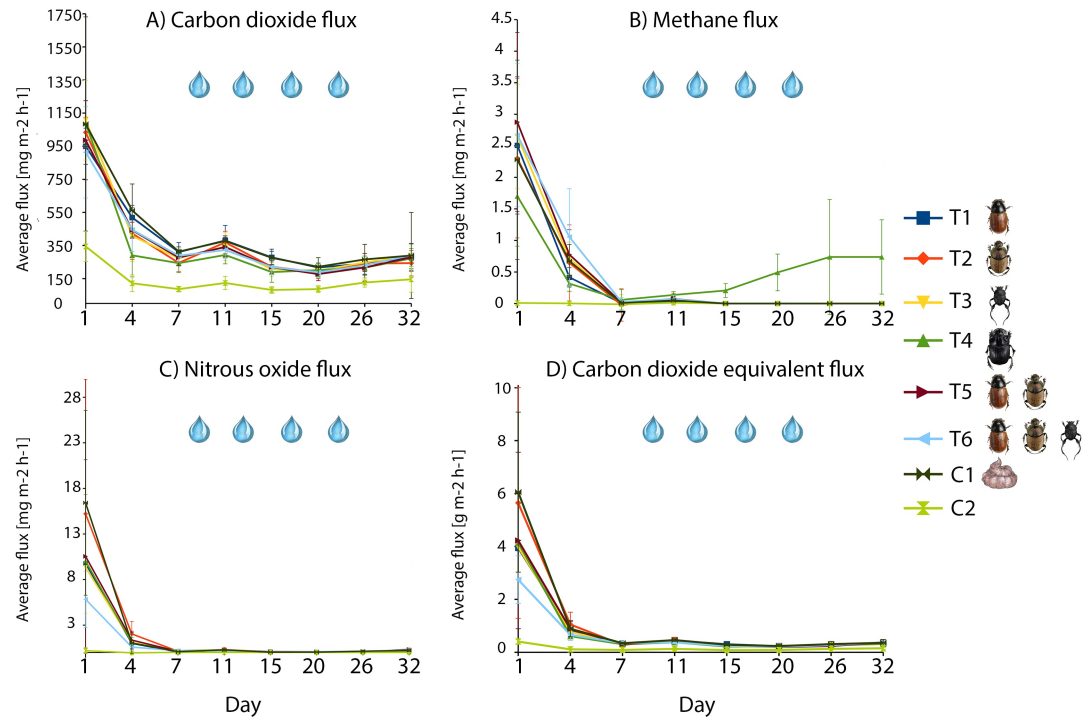 A) Carbon dioxide flux
Average flux [mg m-2 h-1]
1750
1550
1350
1150
950
750
550
350
150
0
1 4 7 11 15 20 26 32
B) Methane flux
Average flux [mg m-2 h-1]
4.5
4
3.5
3
2.5
2
1.5
1
0.5
0
1 4 7 11 15 20 26 32
C) Nitrous oxide flux
Average flux [mg m-2 h-1]
28
23
18
13
8
3
1 4 7 11 15 20 26 32
Day
D) Carbon dioxide equivalent flux
Average flux [g m-2 h-1]
10
8
6
4
2
0
1 4 7 11 15 20 26 32
Day
T1
T2
T3
T4
T5
T6
C1
C2